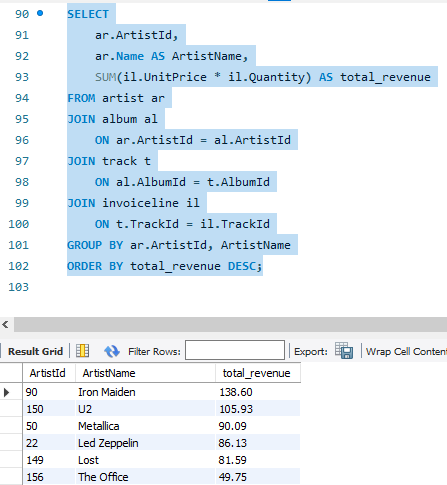 90 SELECT
91 ar.ArtistId,
92 ar.Name AS ArtistName,
93 SUM(il.UnitPrice * il.Quantity) AS total_revenue
94 FROM artist ar
95 JOIN album al
96 ON ar.ArtistId = al.ArtistId
97 JOIN track t
98 ON al.AlbumId = t.AlbumId
99 JOIN invoiceline il
100 ON t.TrackId = il.TrackId
101 GROUP BY ar.ArtistId, ArtistName
102 ORDER BY total_revenue DESC;
103
Result Grid Filter Rows: Export: Wrap Cell Content
ArtistId ArtistName total_revenue
90 Iron Maiden 138.60
150 U2 105.93
50 Metallica 90.09
22 Led Zeppelin 86.13
149 Lost 81.59
156 The Office 49.75